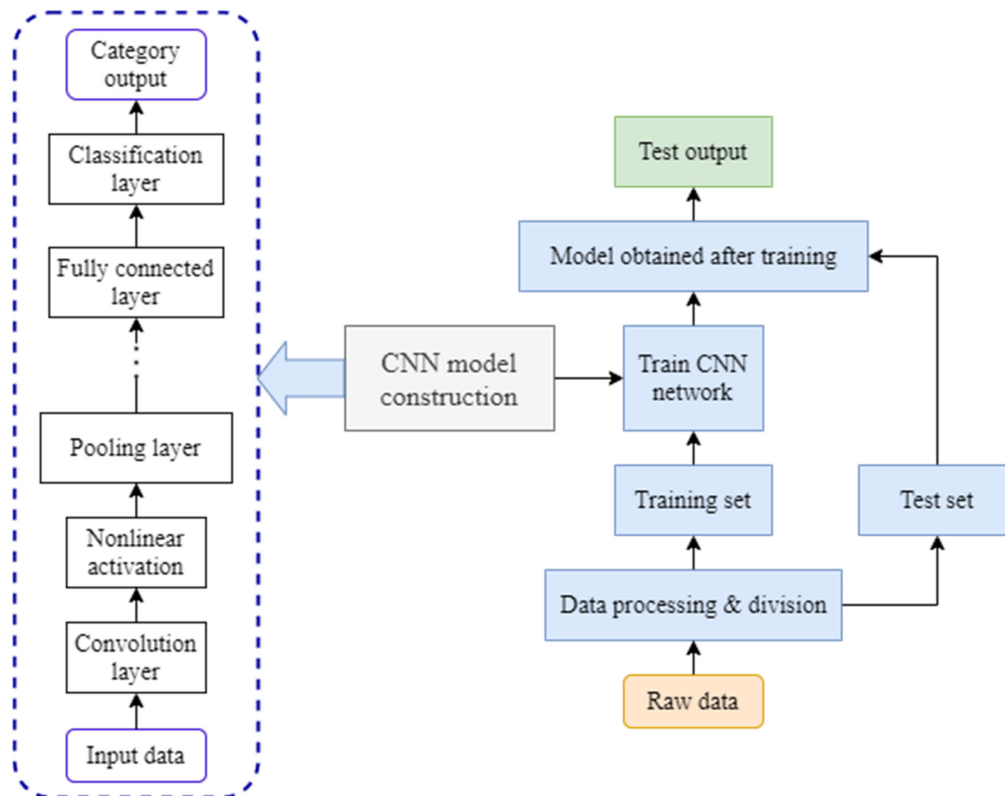 Category
output
Classification
layer
Fully connected
layer
Pooling layer
Nonlinear
activation
Convolution
layer
Input data
CNN model
construction
Test output
Model obtained after training
Train CNN
network
Training set
Test set
Data processing & division
Raw data